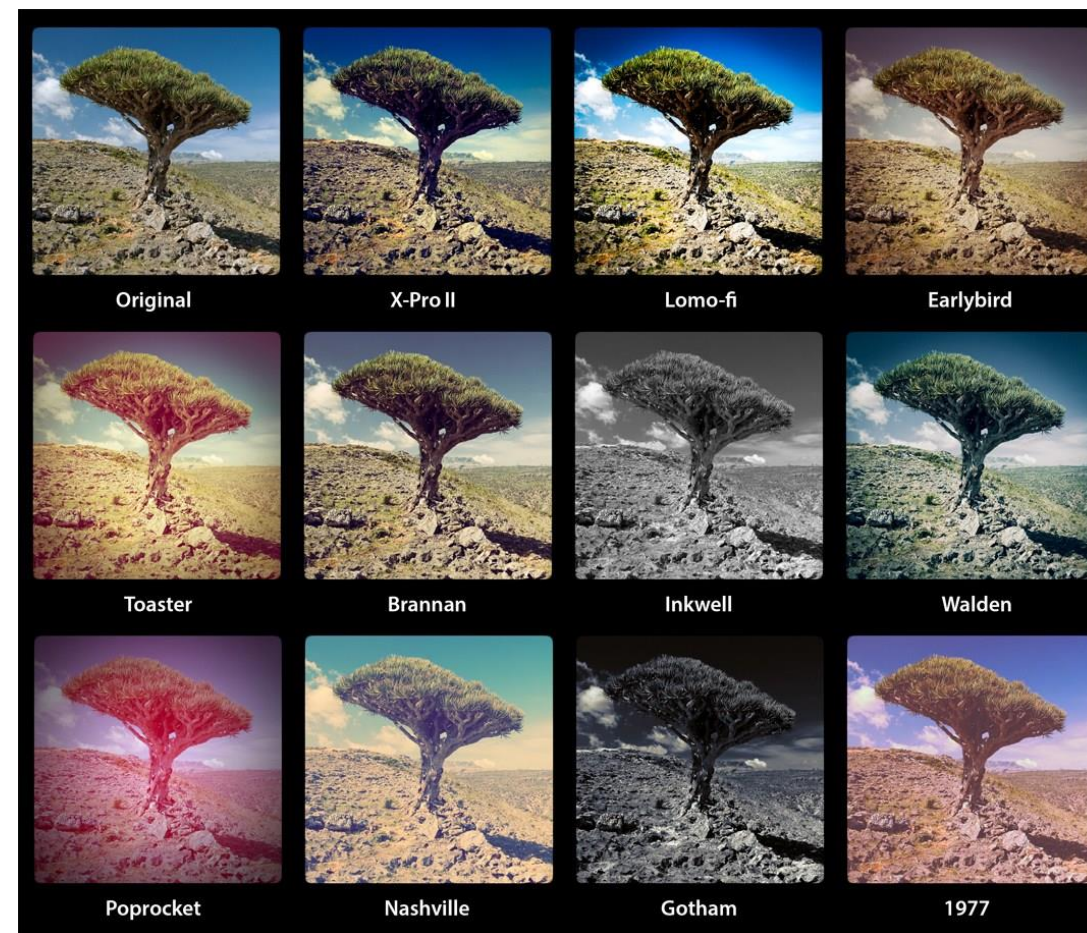 Original
X-Pro II
Lomo-fi
Earlybird
Toaster
Brannan
Inkwell
Walden
Poprocket
Nashville
Gotham
1977